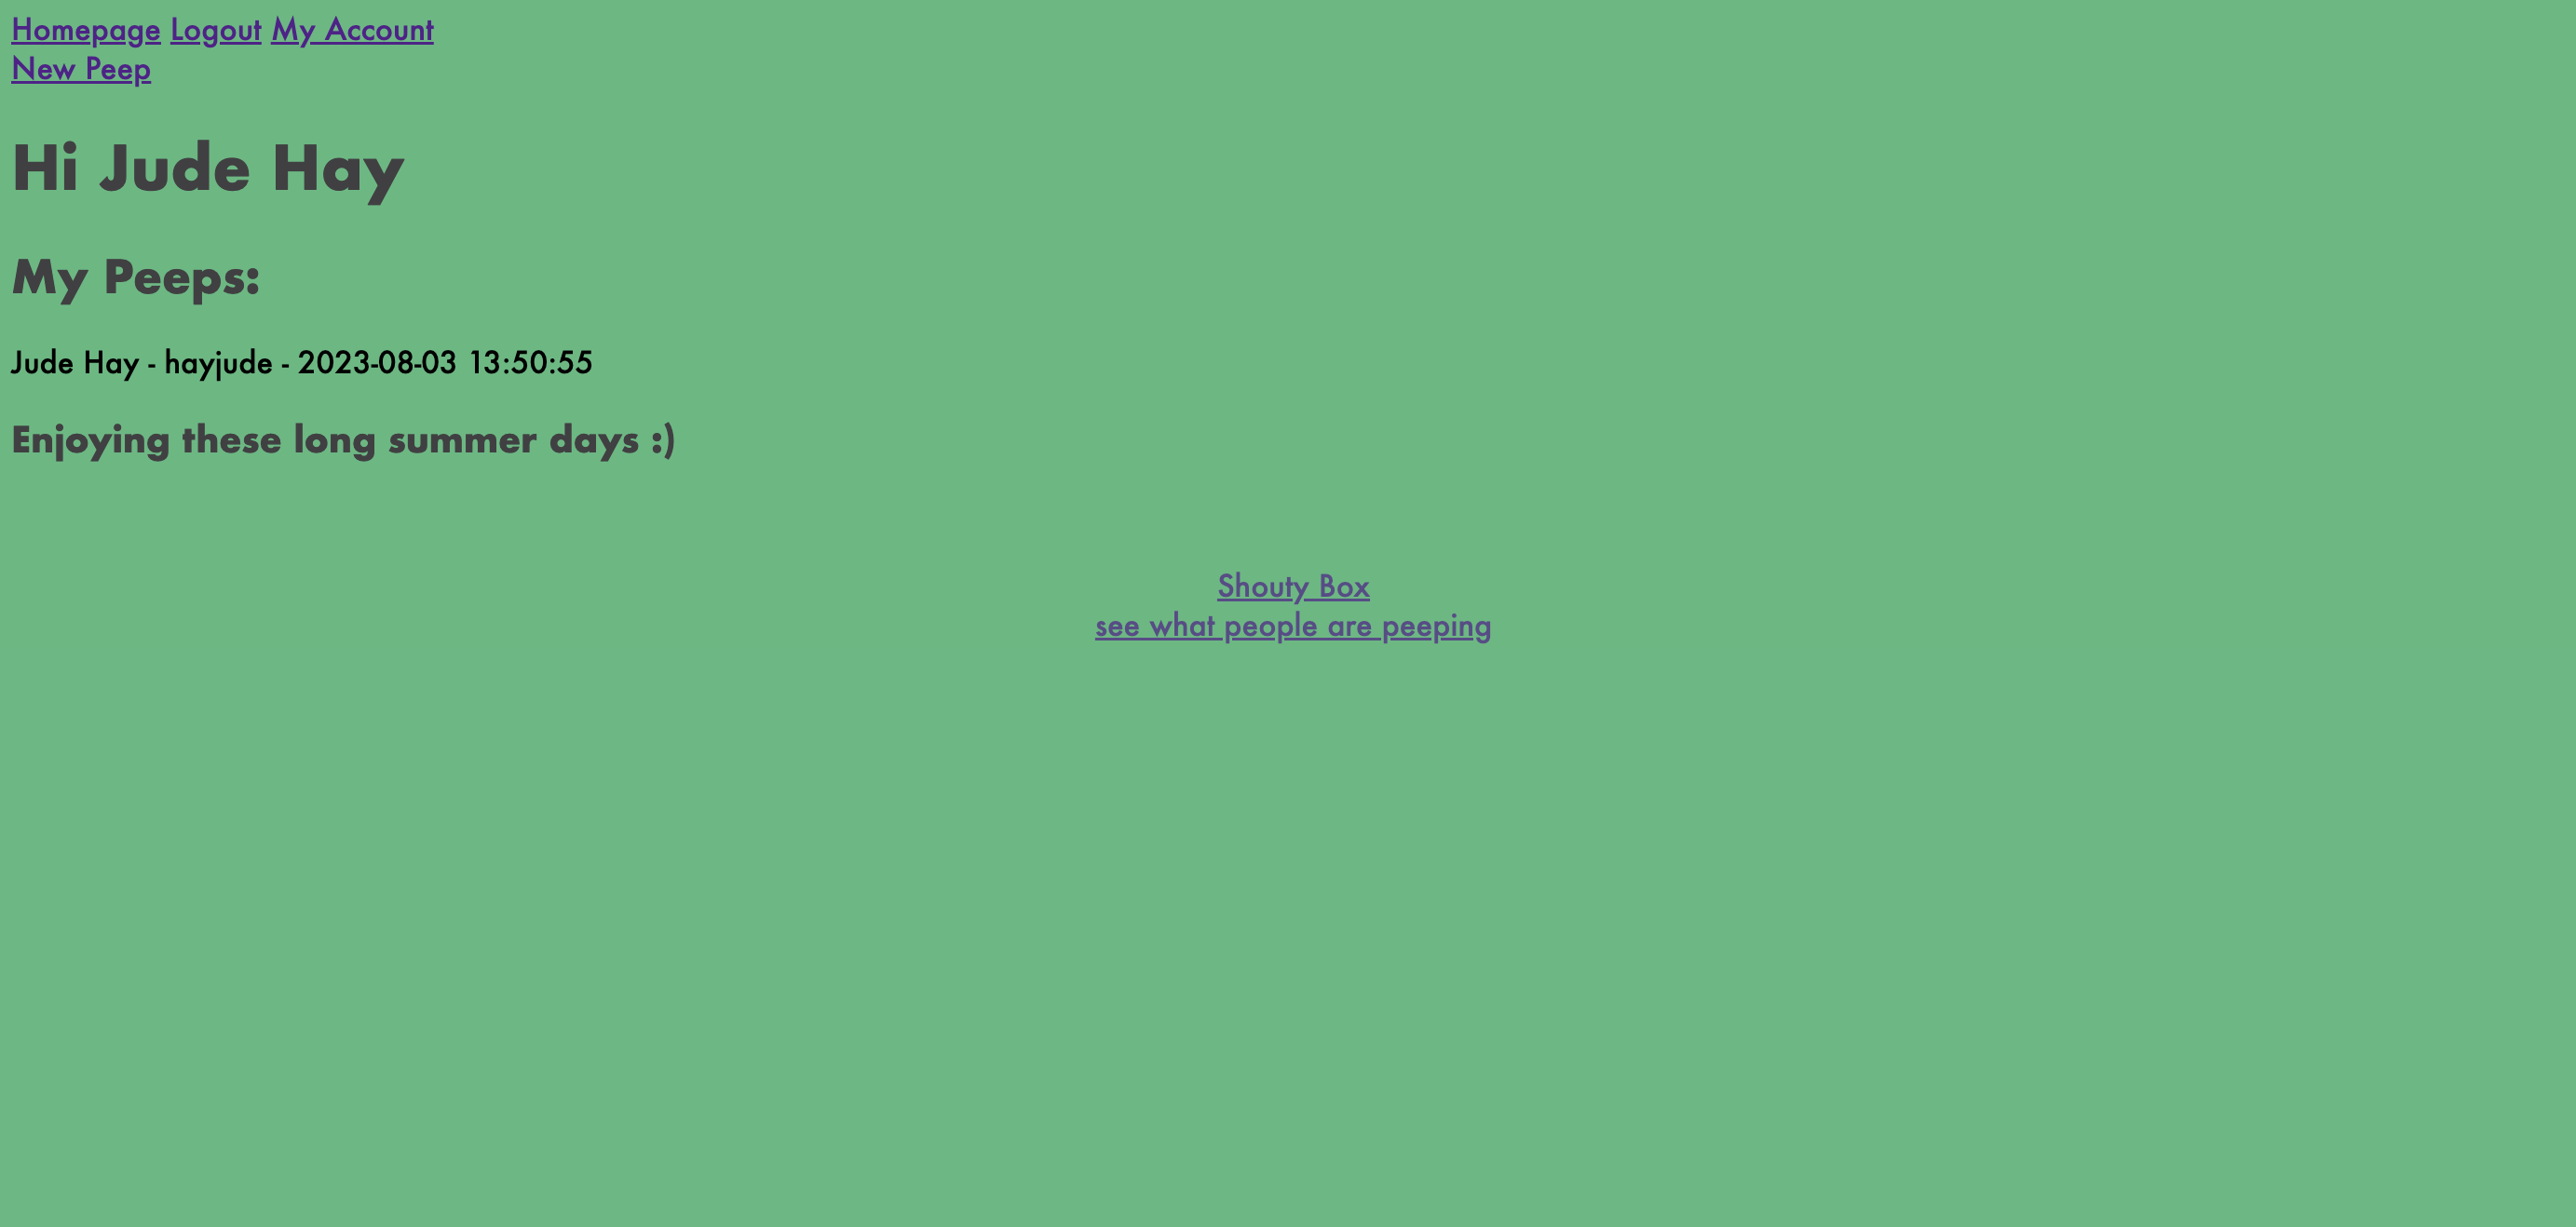 Homepage Logout My Account
New Peep
Hi Jude Hay
My Peeps:
Jude Hay - hayjude - 2023-08-03 13:50:55
Enjoying these long summer days :)
Shouty Box
see what people are peeping